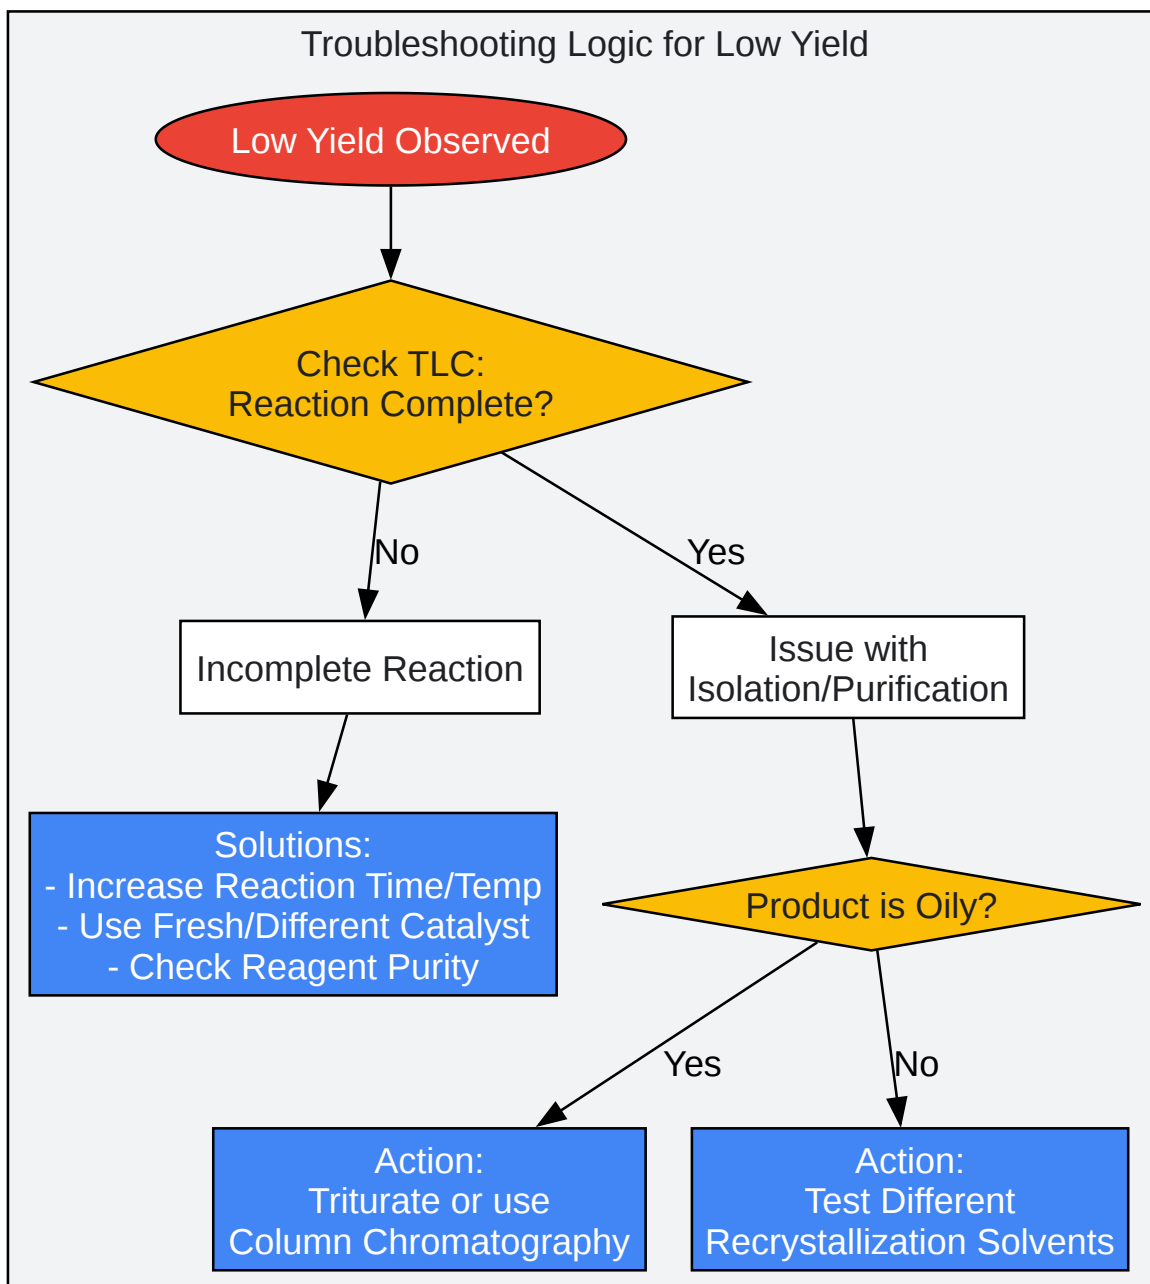 Troubleshooting Logic for Low Yield
Low Yield Observed
Check TLC:
Reaction Complete?
No
Yes
Incomplete Reaction
Issue with
Isolation/Purification
Solutions:
- Increase Reaction Time/Temp
- Use Fresh/Different Catalyst
- Check Reagent Purity
Product is Oily?
Yes
No
Action:
Triturate or use
Column Chromatography
Action:
Test Different
Recrystallization Solvents